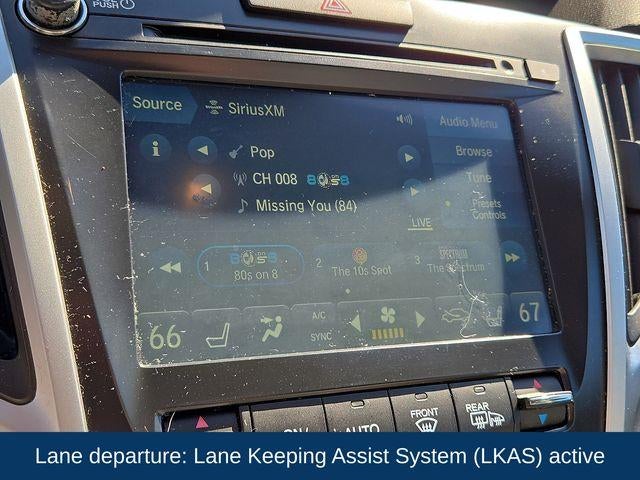 PUSH
Source
SiriusXM
Audio Menu
i
Pop
Browse
CH 008
Tune
Missing You (84)
Presets
Controls
LIVE
1
80s on 8
2
The 10s Spot
3
SPECTRUM
The Spectrum
66
A/C
SYNC
67
AUTO
FRONT
REAR
Lane departure: Lane Keeping Assist System (LKAS) active